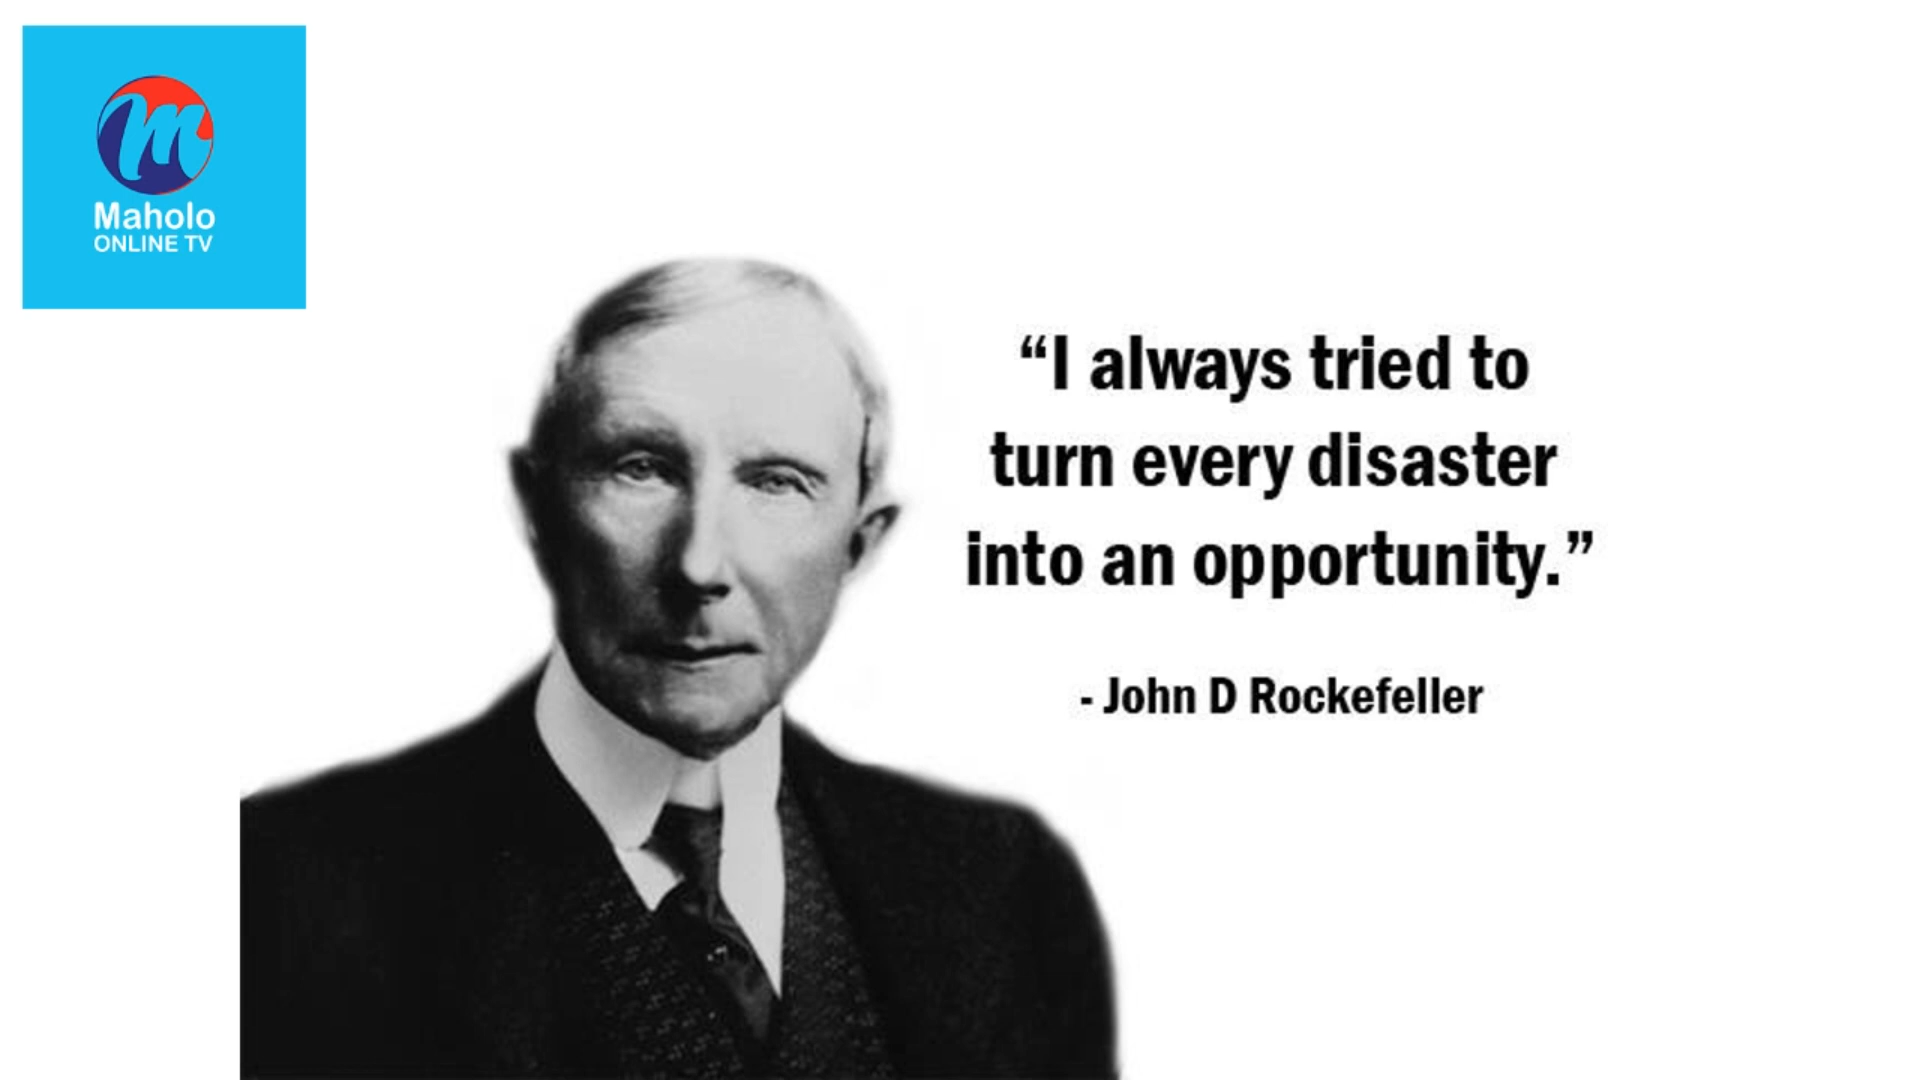 Maholo
ONLINE TV
“I always tried to
turn every disaster
into an opportunity.”
- John D Rockefeller